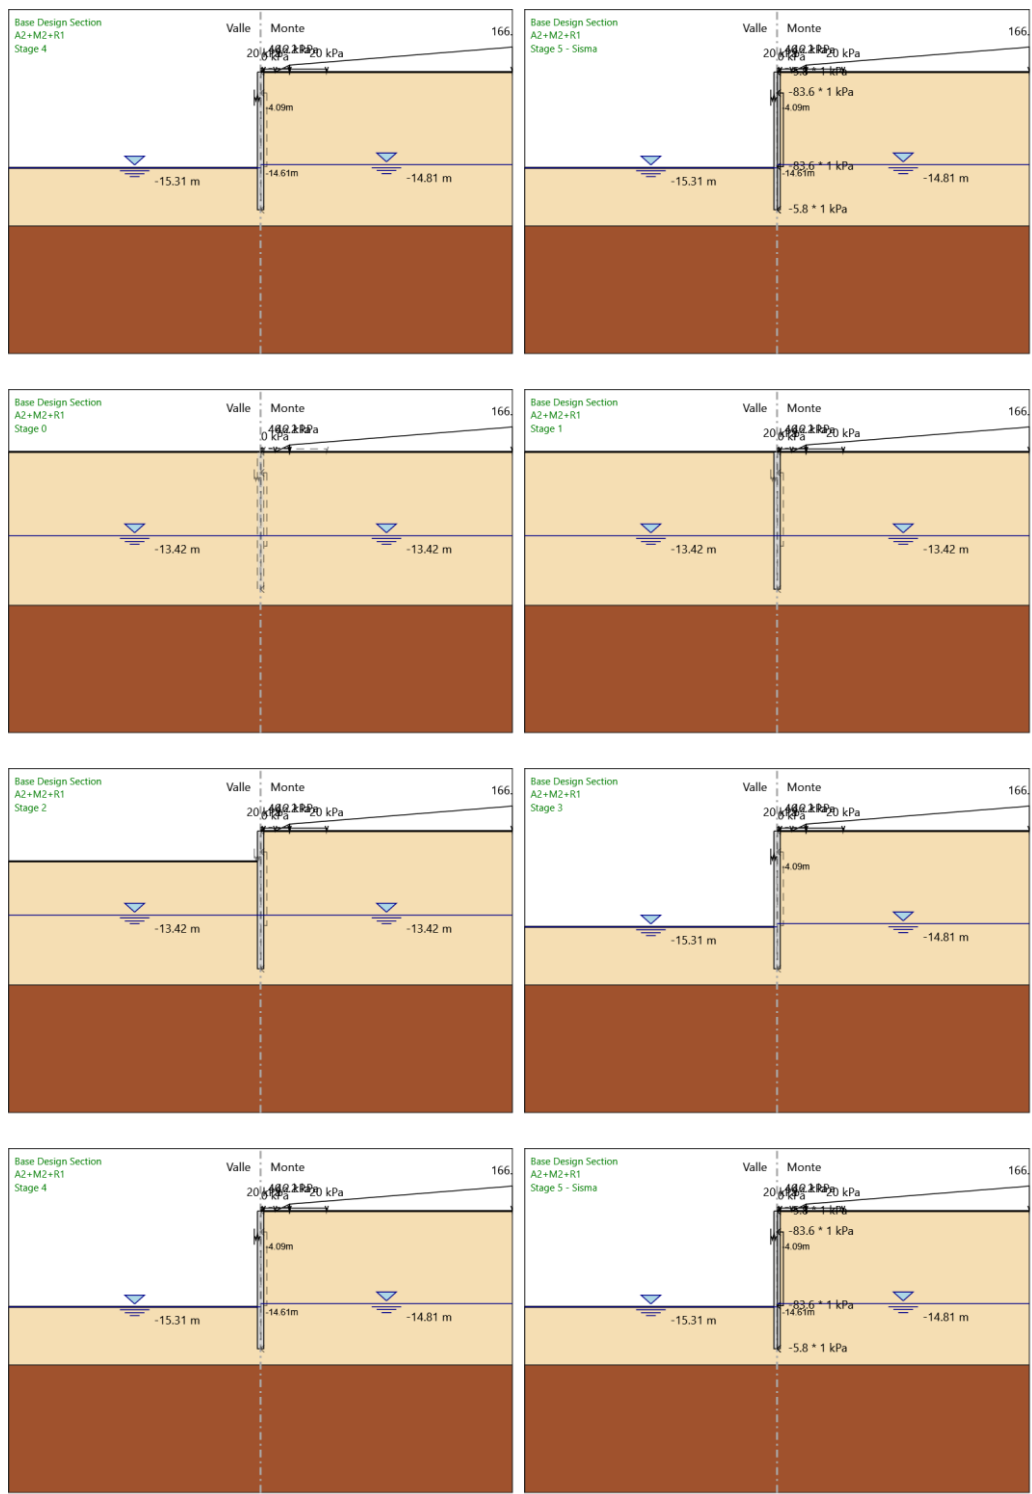 Base Design Section
A2+M2+R1
Stage 4
Valle Monte
166.
20 kPa
-4.09m
-14.61m
-15.31 m
-14.81 m
Base Design Section
A2+M2+R1
Stage 5 - Sisma
Valle Monte
166.
20 kPa
-83.6 * 1 kPa
-4.09m
-83.6 * 1 kPa
-14.61m
-15.31 m
-14.81 m
-5.8 * 1 kPa
Base Design Section
A2+M2+R1
Stage 0
Valle Monte
166.
-13.42 m
-13.42 m
Base Design Section
A2+M2+R1
Stage 1
Valle Monte
166.
20 kPa
-13.42 m
-13.42 m
Base Design Section
A2+M2+R1
Stage 2
Valle Monte
166.
20 kPa
-13.42 m
-13.42 m
Base Design Section
A2+M2+R1
Stage 3
Valle Monte
166.
20 kPa
-4.09m
-15.31 m
-14.81 m
Base Design Section
A2+M2+R1
Stage 4
Valle Monte
166.
20 kPa
-4.09m
-14.61m
-15.31 m
-14.81 m
Base Design Section
A2+M2+R1
Stage 5 - Sisma
Valle Monte
166.
20 kPa
-83.6 * 1 kPa
-4.09m
-83.6 * 1 kPa
-14.61m
-15.31 m
-14.81 m
-5.8 * 1 kPa